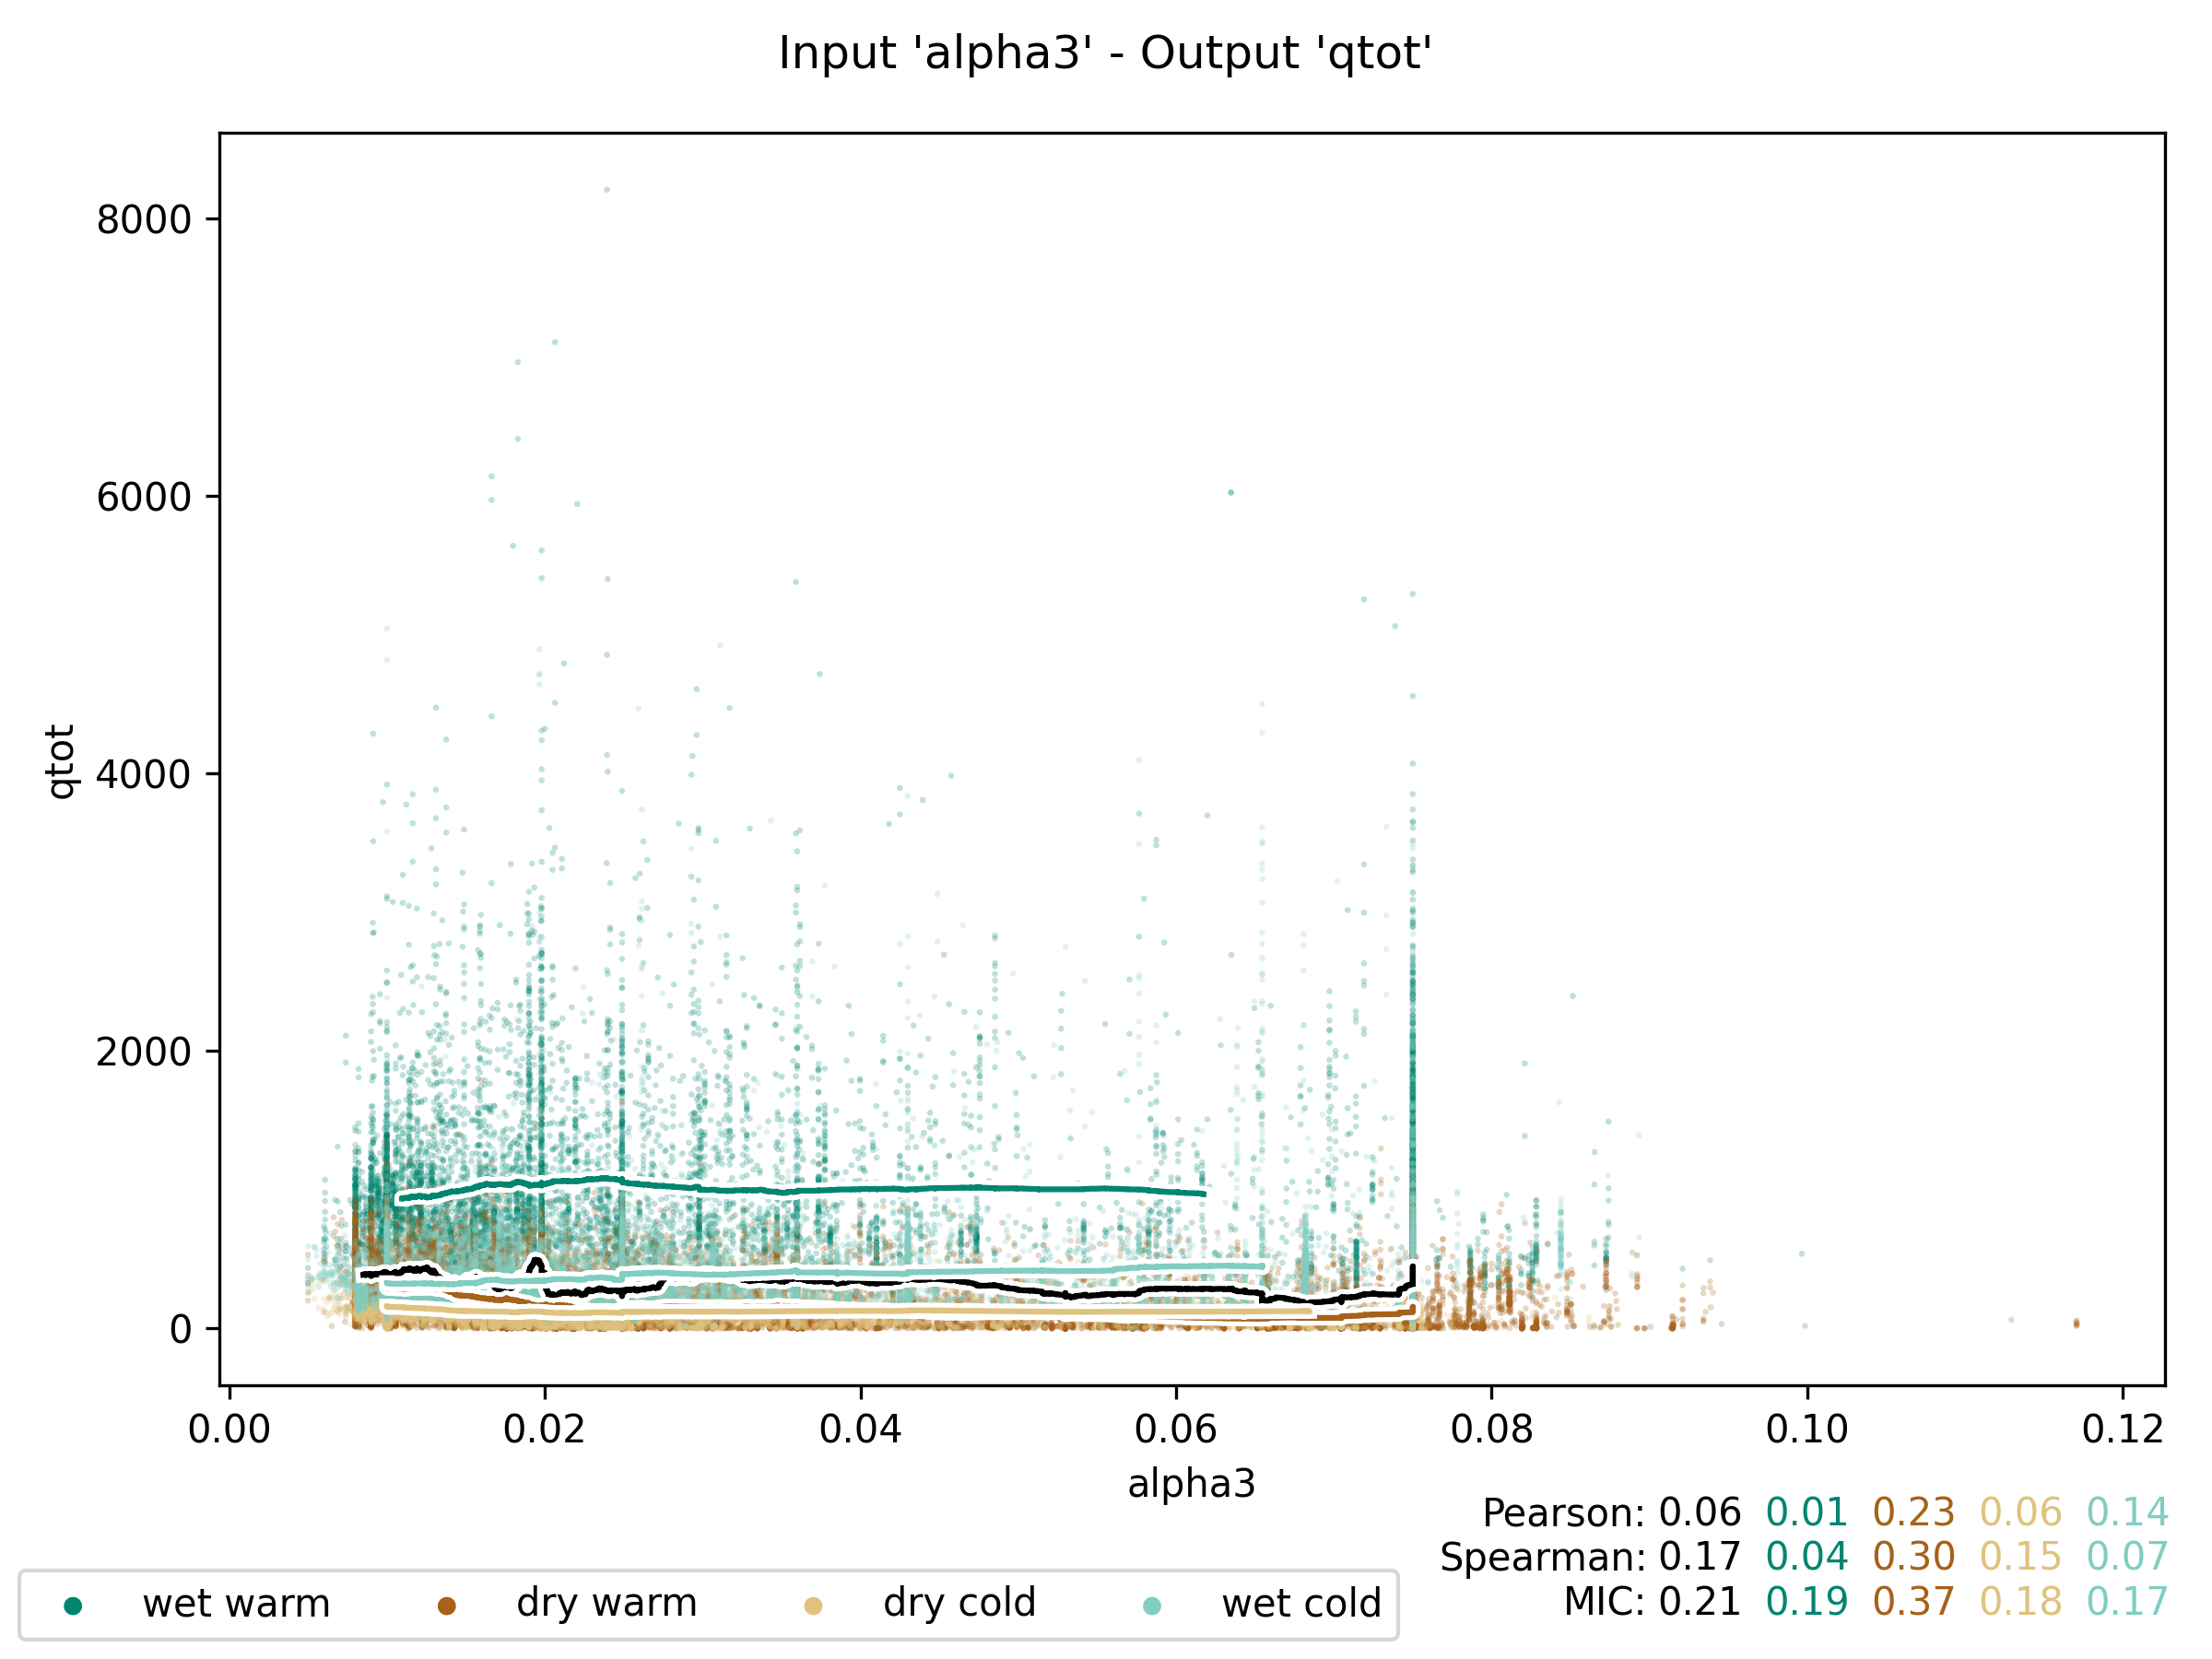 Input 'alpha3' - Output 'qtot'
8000
6000
4000
2000
0
qtot
0.00 0.02 0.04 0.06 0.08 0.10 0.12
alpha3
Pearson: 0.06 0.01 0.23 0.06 0.14
Spearman: 0.17 0.04 0.30 0.15 0.07
MIC: 0.21 0.19 0.37 0.18 0.17
wet warm dry warm dry cold wet cold